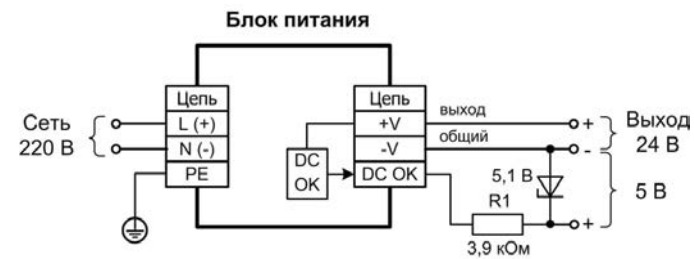 Блок питания
Цепь
Цепь
Сеть
220 В
L (+)
N (-)
PE
DC
OK
+V
-V
DC OK
выход
общий
+
-
Выход
24 В
5,1 В
5 В
R1
+
3,9 кОм